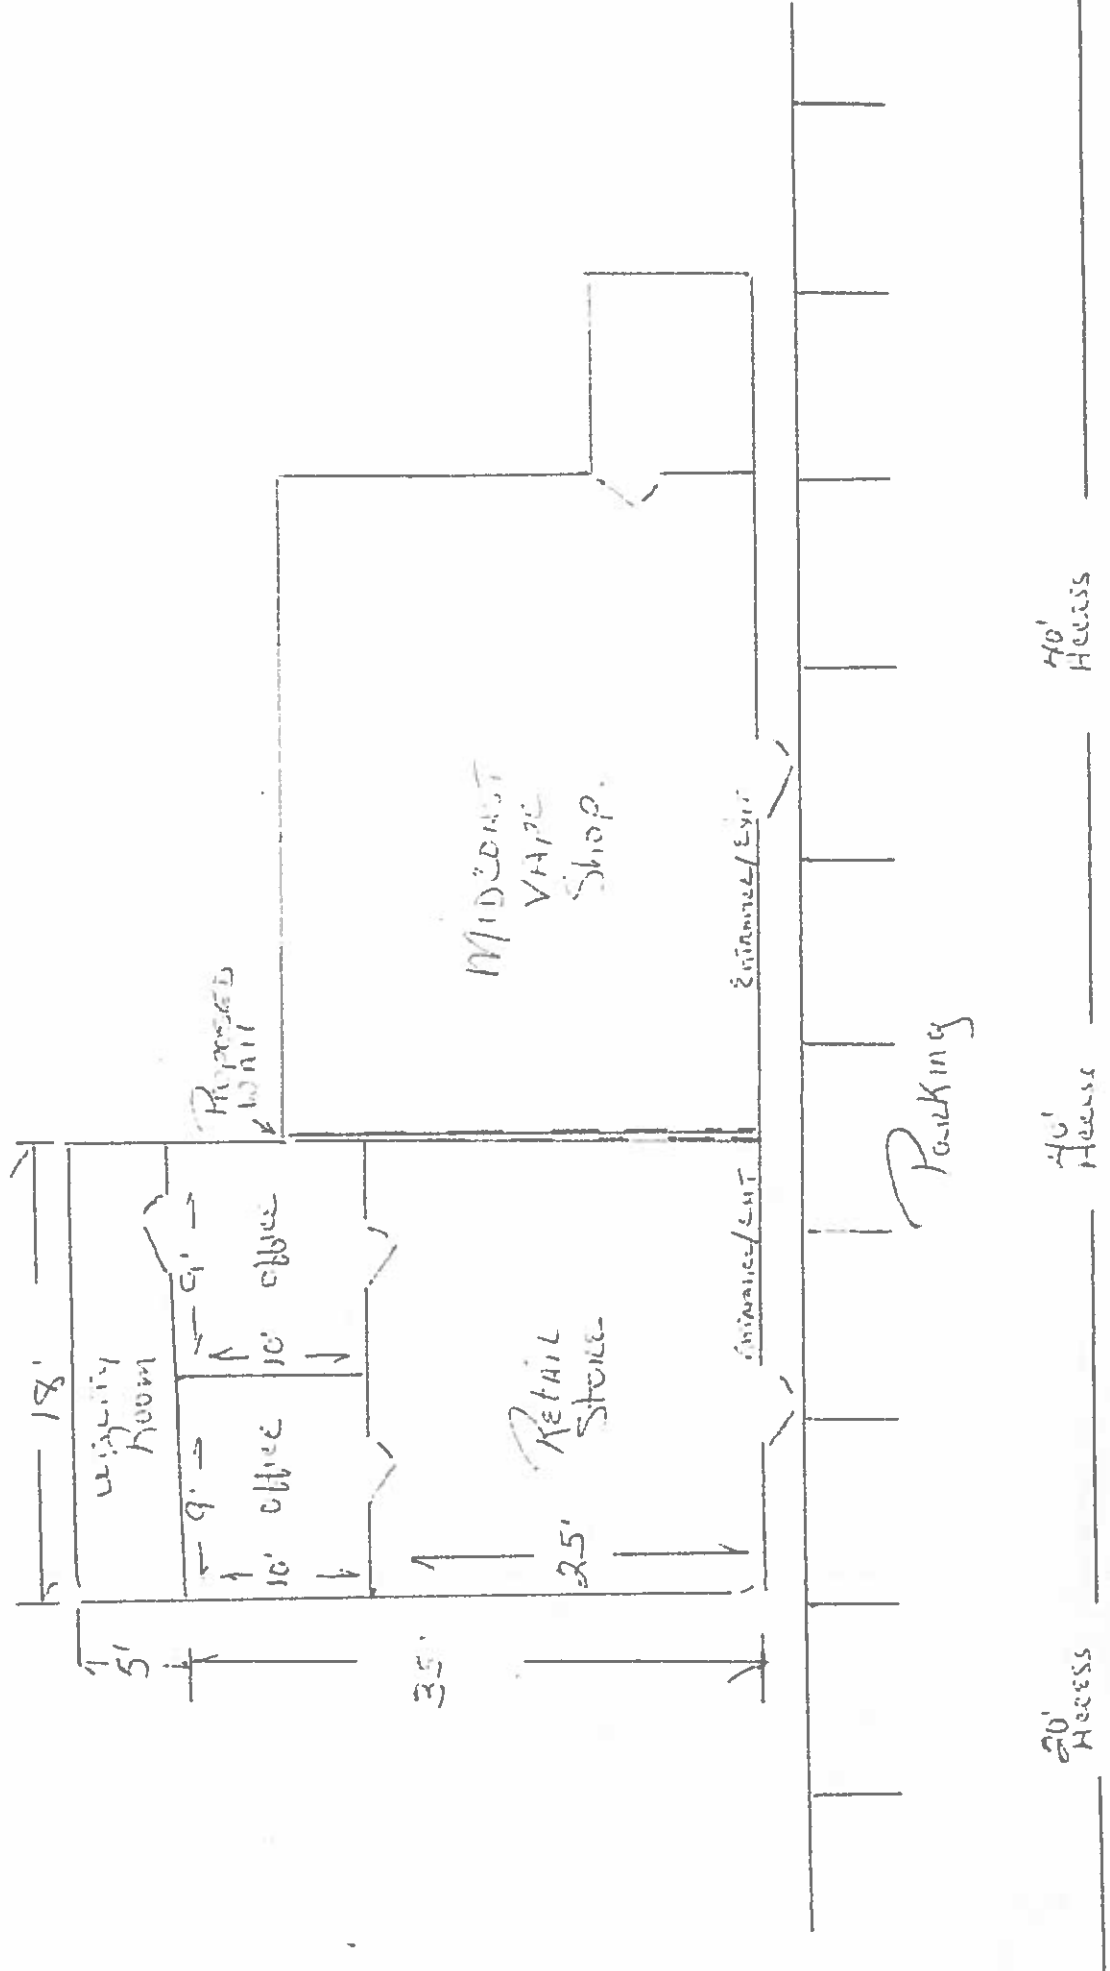 18'
5'
Utility
Room
Proposed
Wall
9'
10'
office
9'
10'
office
35'
25'
Retail
Store
Entrance/Exit
MIDCOAST
VAPE
Shop.
Entrance/Exit
Parking
20'
Access
40'
Access
40'
Access